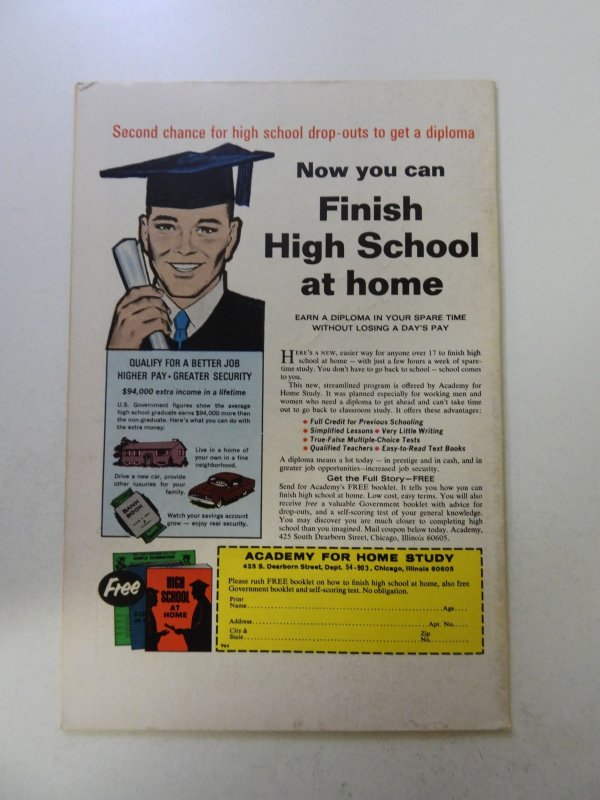 Second chance for high school drop-outs to get a diploma
Now you can
Finish
High School
at home
EARN A DIPLOMA IN YOUR SPARE TIME
WITHOUT LOSING A DAY'S PAY
HERE'S A NEW, easier way for anyone over 17 to finish high
school at home — with just a few hours a week of spare-
time study. You don't have to go back to school — school comes
to you.
This new, streamlined program is offered by Academy for
Home Study. It was planned especially for working men and
women who need a diploma to get ahead and can't take time
out to go back to classroom study. It offers these advantages:
• Full Credit for Previous Schooling
• Simplified Lessons • Very Little Writing
• True-False Multiple-Choice Tests
• Qualified Teachers • Easy-to-Read Text Books
A diploma means a lot today — in prestige and in cash, and in
greater job opportunities—increased job security.
Get the Full Story—FREE
Send for Academy's FREE booklet. It tells you how you can
finish high school at home. Low cost, easy terms. You will also
receive free a valuable Government booklet with advice for
drop-outs, and a self-scoring test of your general knowledge.
You may discover you are much closer to completing high
school than you imagined. Mail coupon below today. Academy,
425 South Dearborn Street, Chicago, Illinois 60605.
QUALIFY FOR A BETTER JOB
HIGHER PAY • GREATER SECURITY
$94,000 extra income in a lifetime
U.S. Government figures show the average
high school graduate earns $94,000 more than
the non-graduate. Here's what you can do with
the extra money:
Live in a home of
your own in a fine
neighborhood.
Drive a new car, provide
other luxuries for your
family.
BANK
BOOK
Watch your savings account
grow — enjoy real security.
Free
HIGH
SCHOOL
AT
HOME
ACADEMY FOR HOME STUDY
425 S. Dearborn Street, Dept. 54-903, Chicago, Illinois 60605
Please rush FREE booklet on how to finish high school at home, also free
Government booklet and self-scoring test. No obligation.
Print
Name Age
Address Apt. No.
City & Zip
State No.